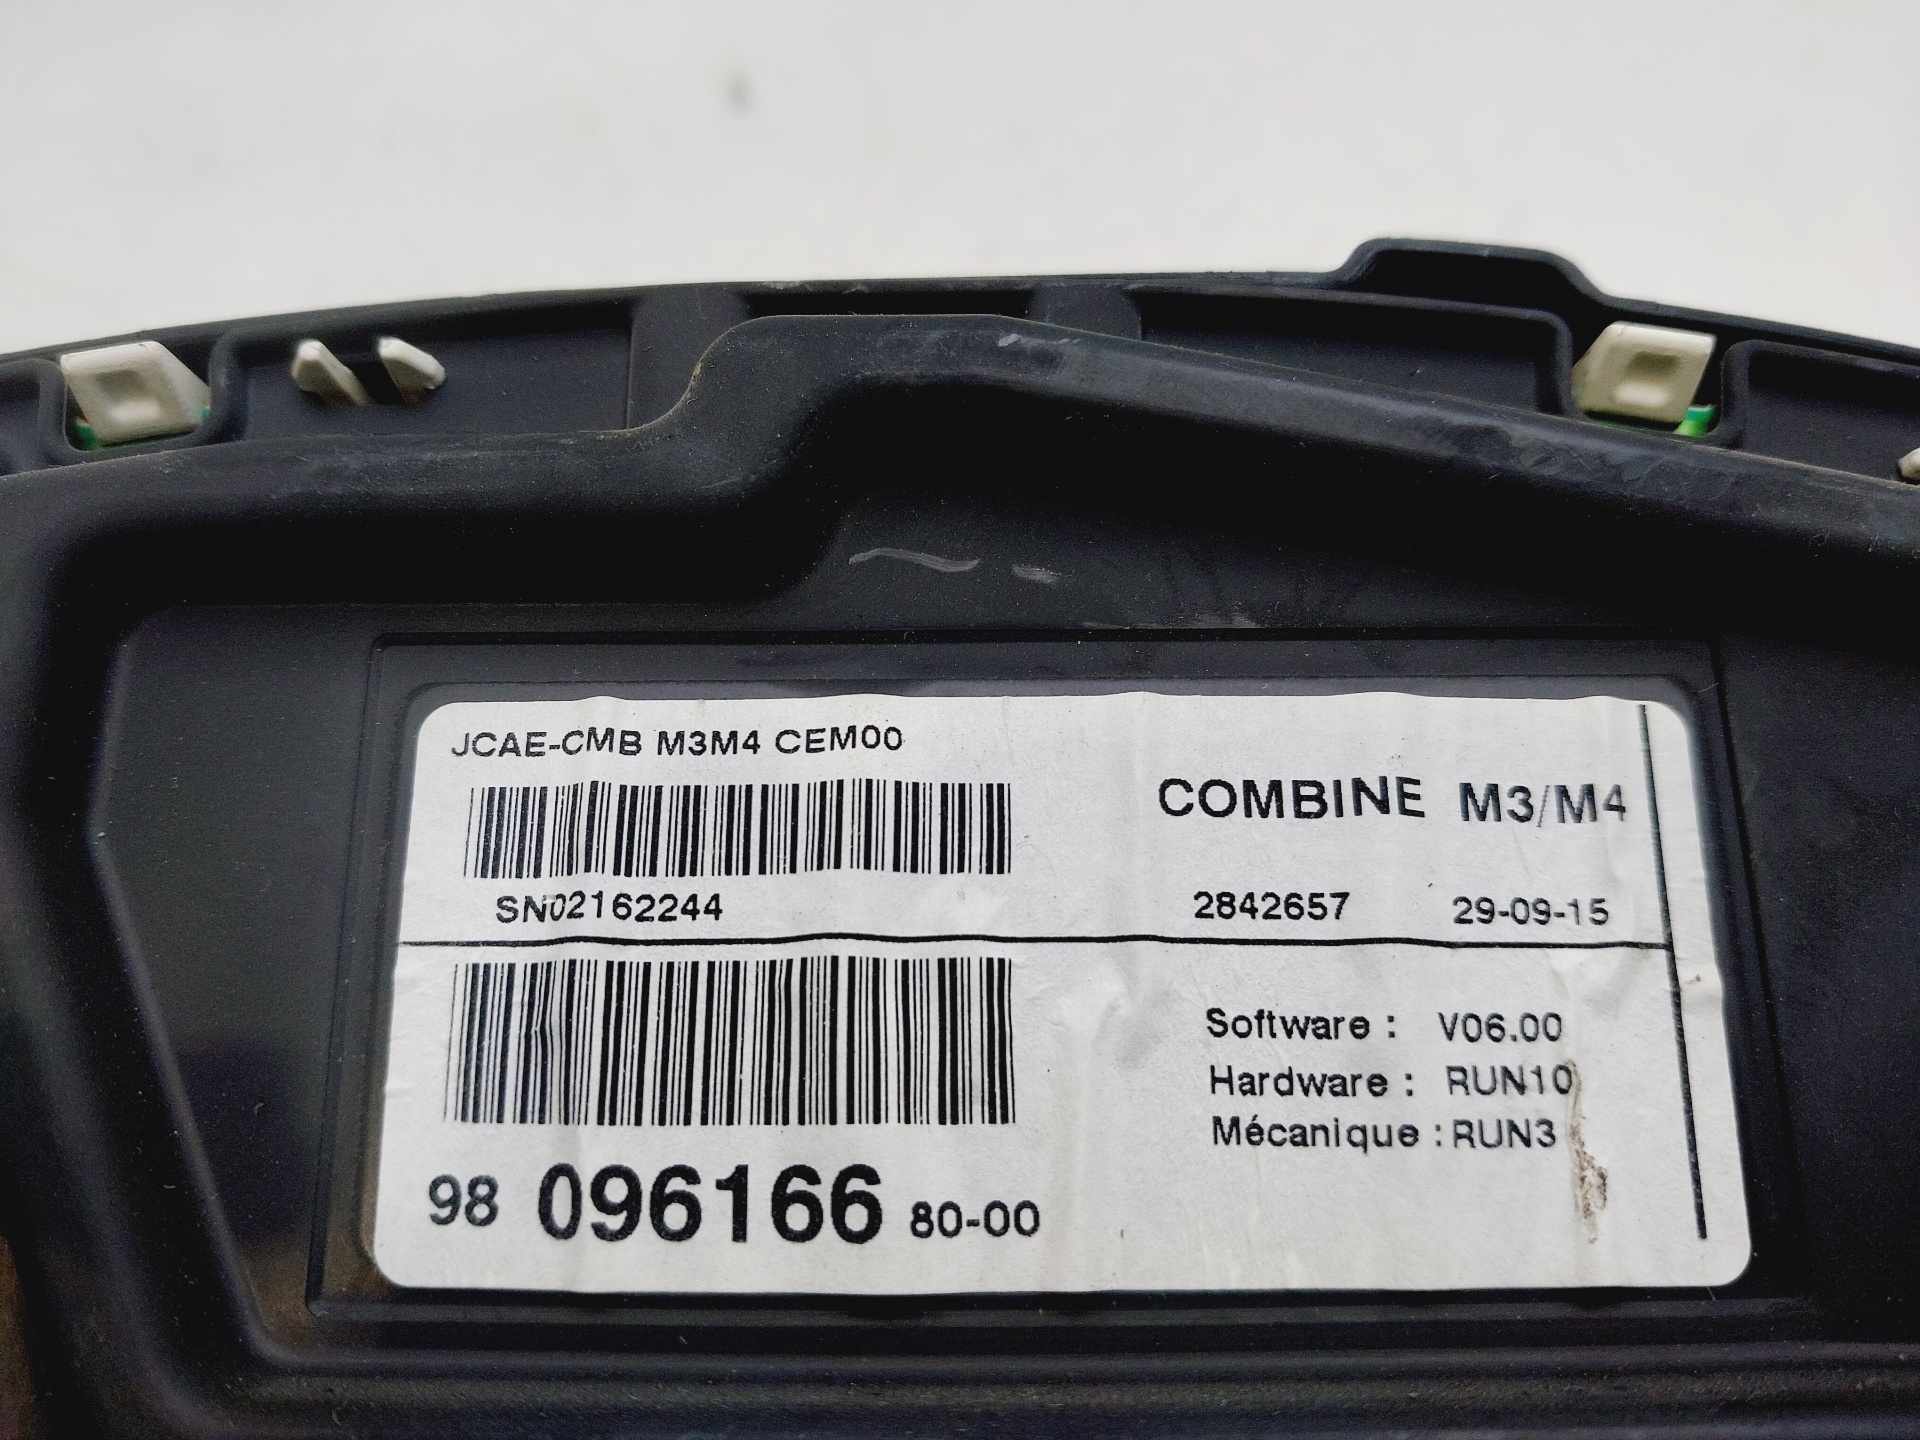 JCAE-CMB M3M4 CEM00
COMBINE M3/M4
SN02162244
2842657 29-09-15
Software : V06.00
Hardware : RUN10
Mécanique : RUN3
98 096166 80-00